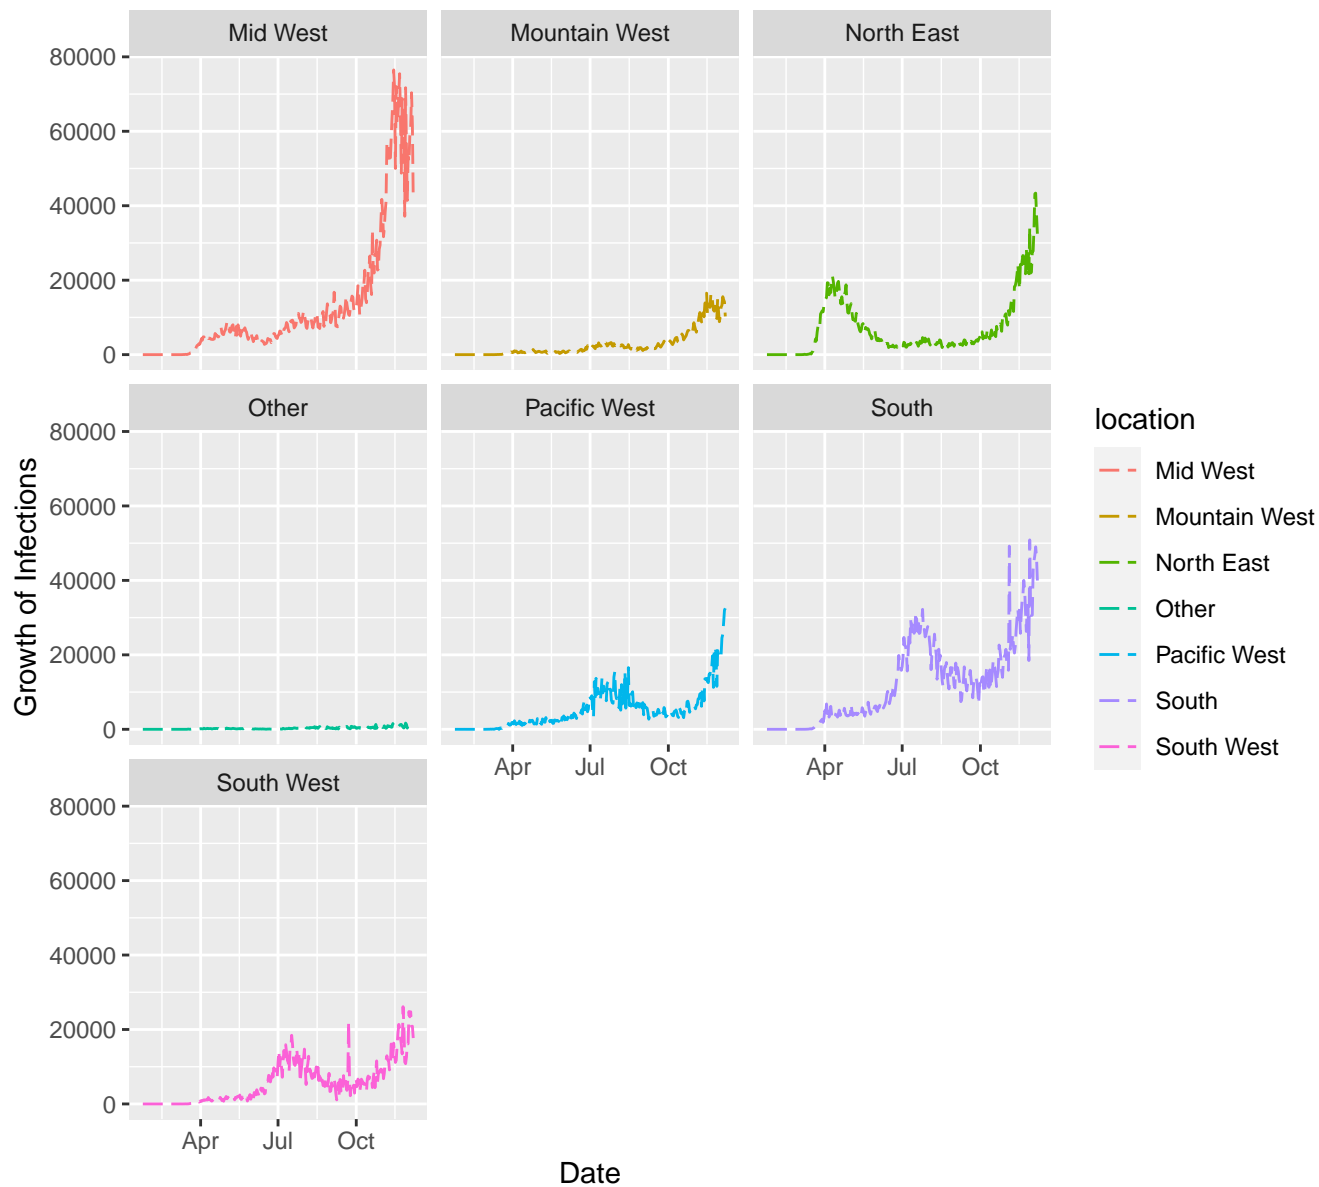 Mid West
Mountain West
North East
80000
60000
40000
20000
0
Other
Pacific West
South
80000
60000
40000
20000
0
Apr
Jul
Oct
Apr
Jul
Oct
South West
80000
60000
40000
20000
0
Apr
Jul
Oct
Date
Growth of Infections
location
Mid West
Mountain West
North East
Other
Pacific West
South
South West